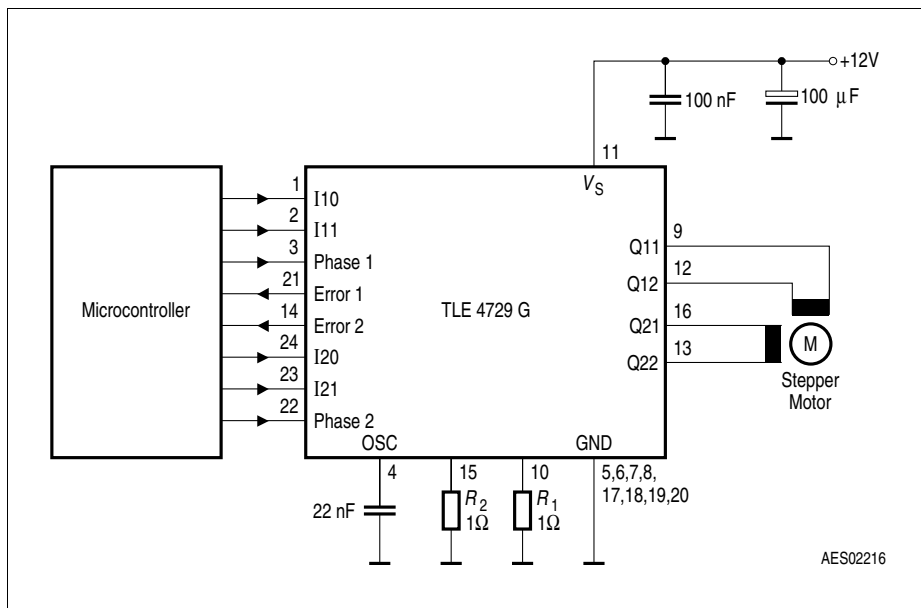 +12V
100 nF
100 µF
11
V_S
1
I10
2
I11
3
Phase 1
21
Error 1
14
Error 2
24
I20
23
I21
22
Phase 2
Microcontroller
TLE 4729 G
9
Q11
12
Q12
16
Q21
13
Q22
M
Stepper
Motor
OSC
GND
4
15
10
5,6,7,8,
17,18,19,20
22 nF
R_2
1Ω
R_1
1Ω
AES02216